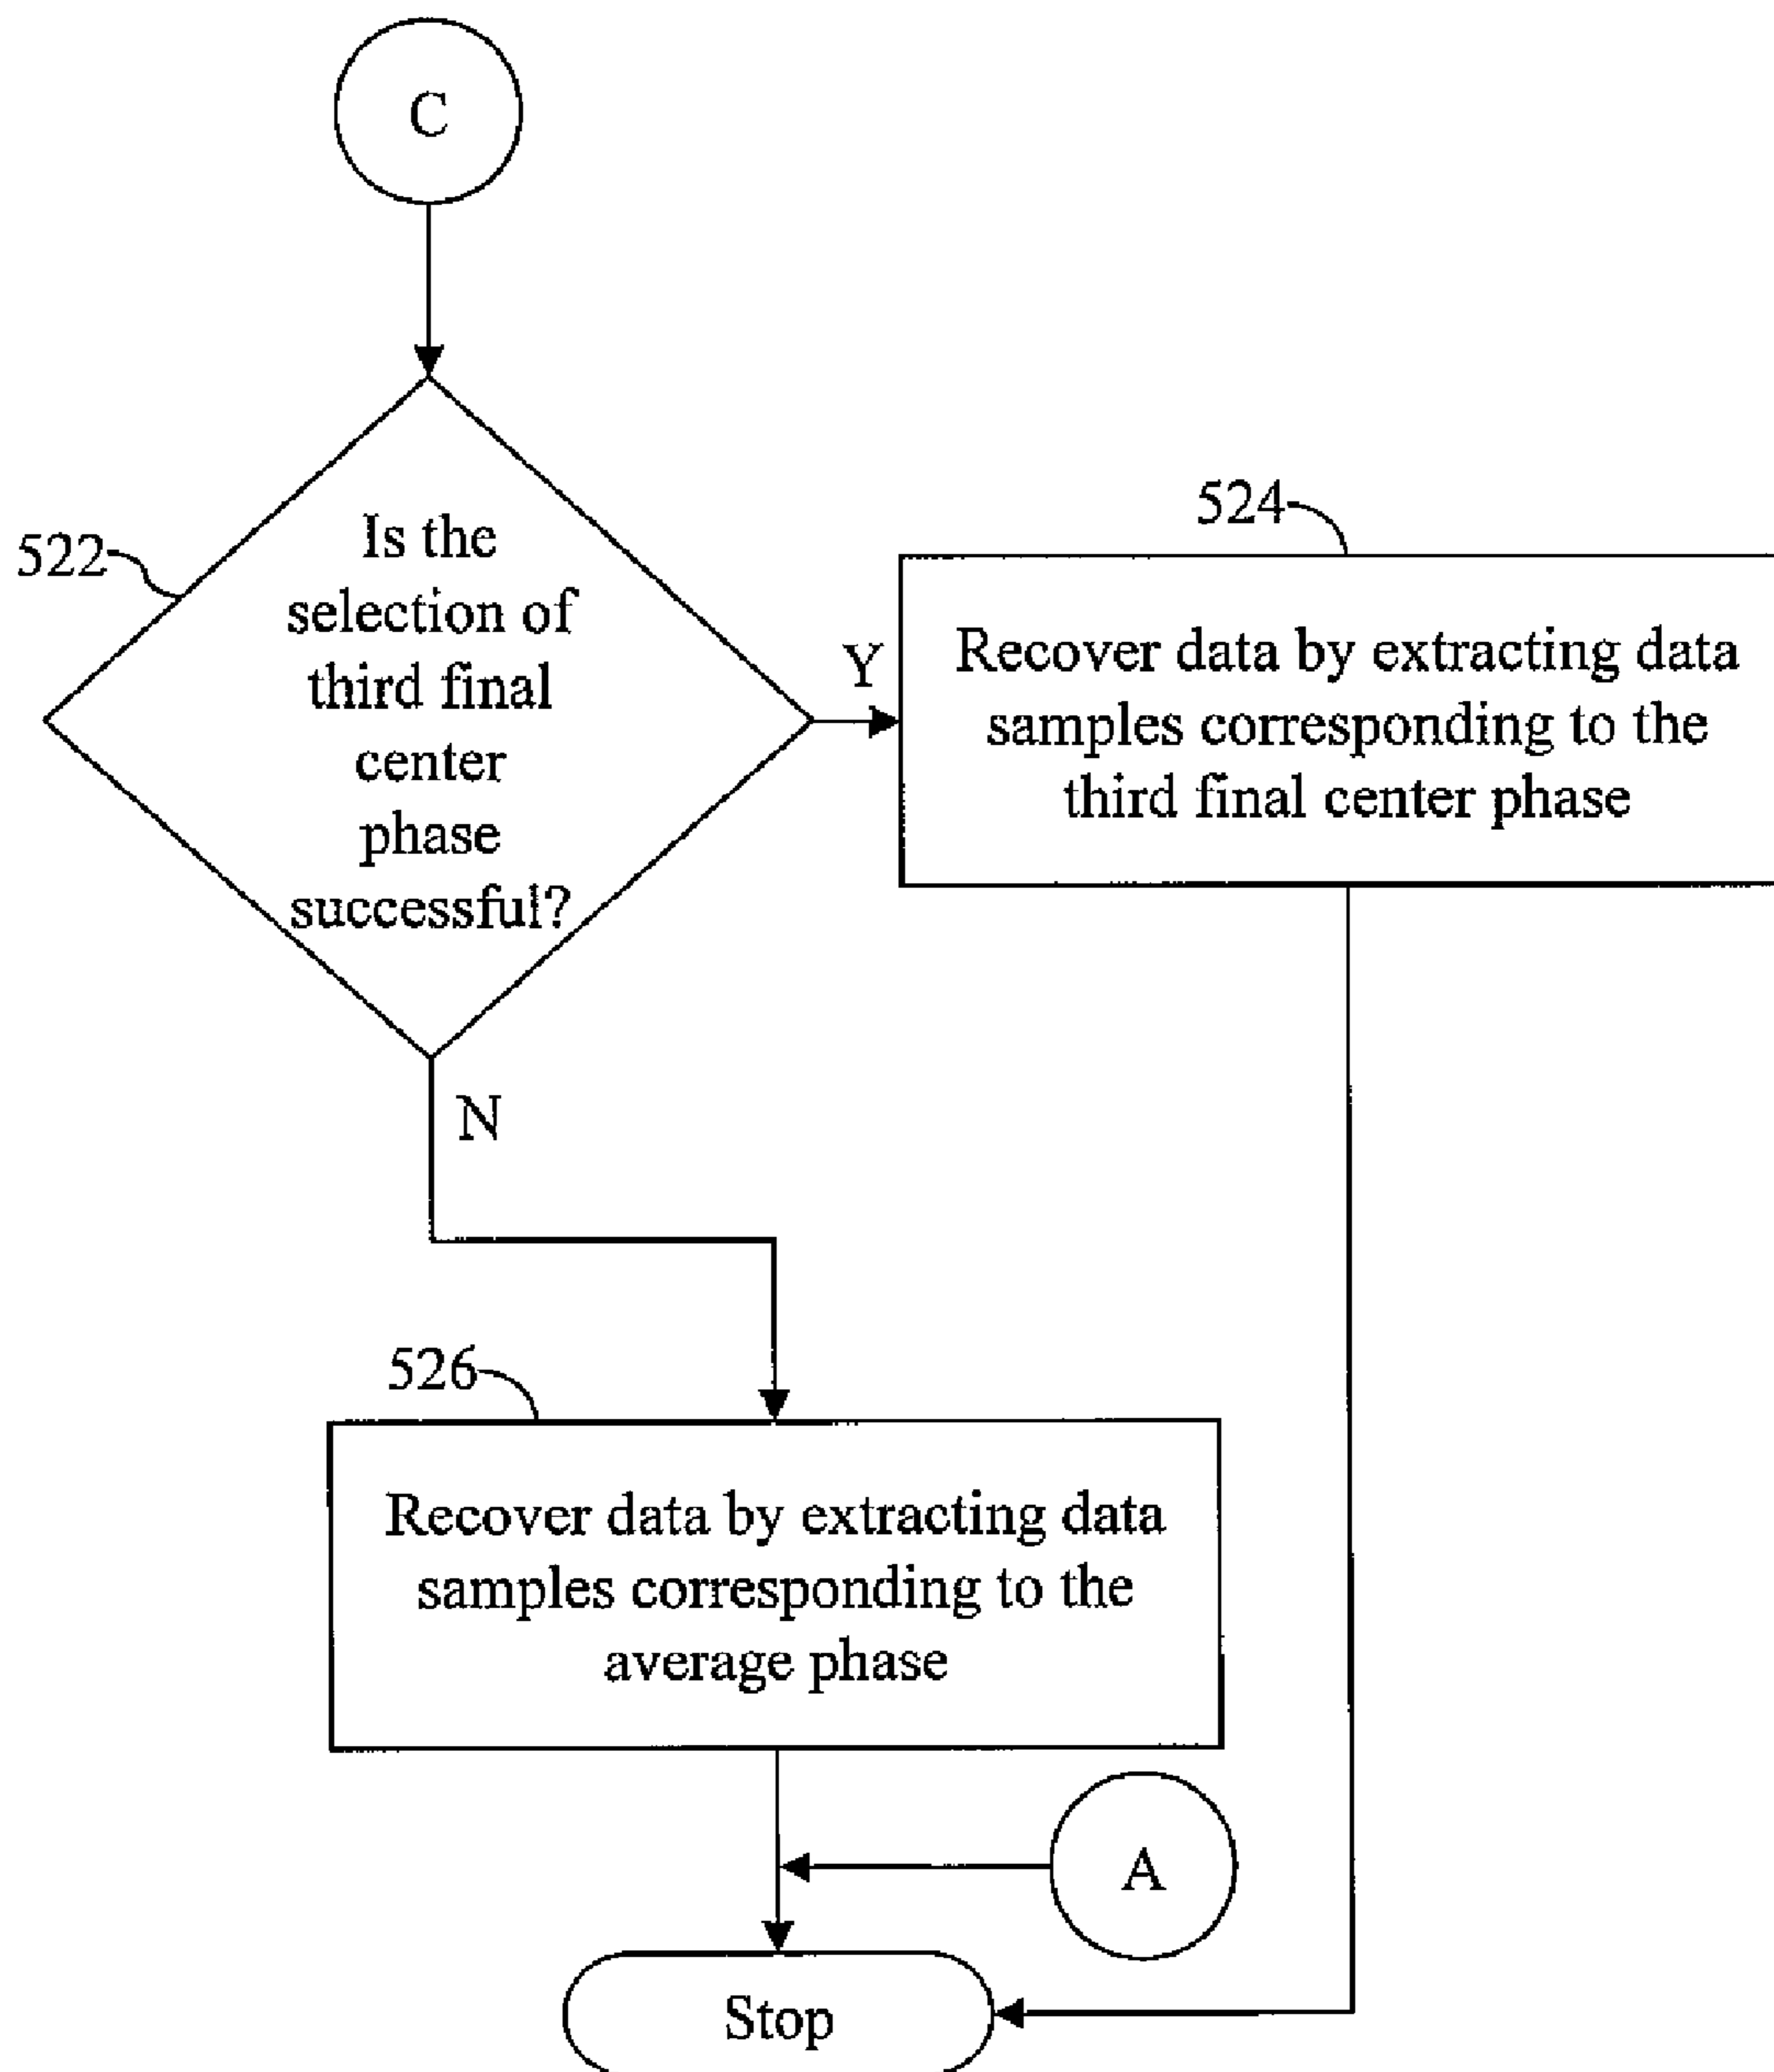 C
522
Is the
selection of
third final
center
phase
successful?
Y
524
Recover data by extracting data
samples corresponding to the
third final center phase
N
526
Recover data by extracting data
samples corresponding to the
average phase
A
Stop